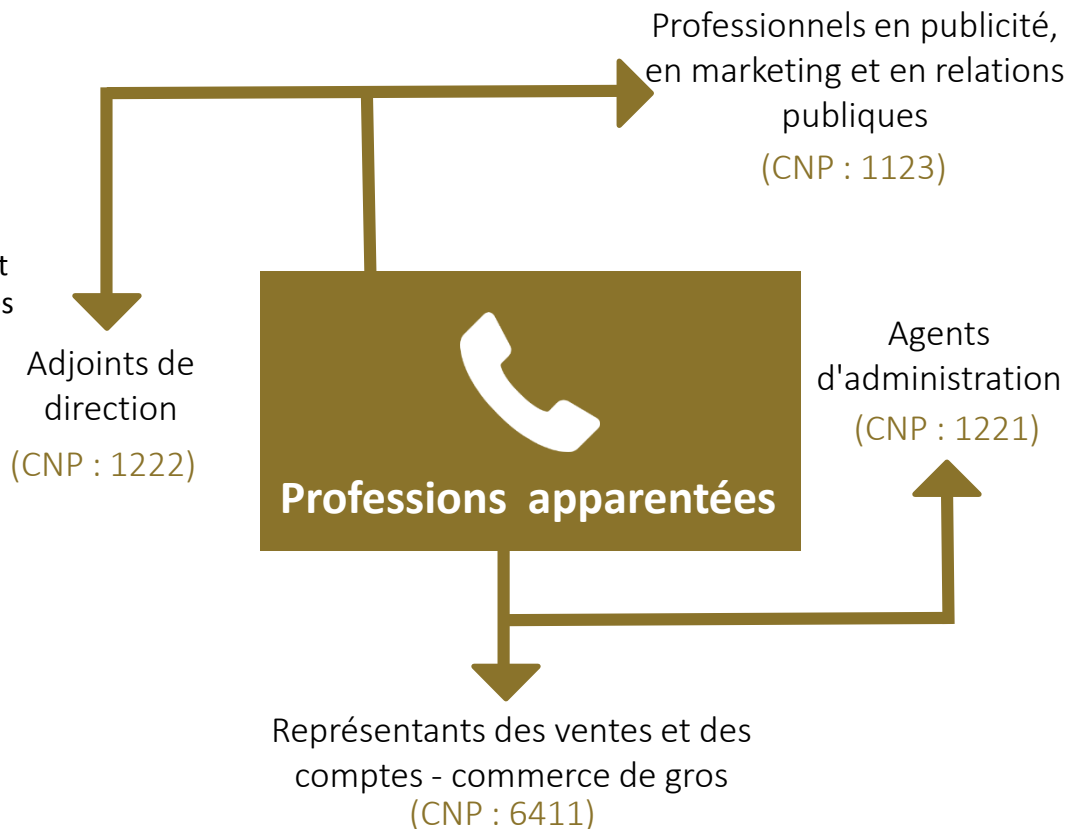 Professionnels en publicité,
en marketing et en relations
publiques
(CNP : 1123)
t
s
Adjoints de
direction
(CNP : 1222)
Professions apparentées
Agents
d'administration
(CNP : 1221)
Représentants des ventes et des
comptes - commerce de gros
(CNP : 6411)